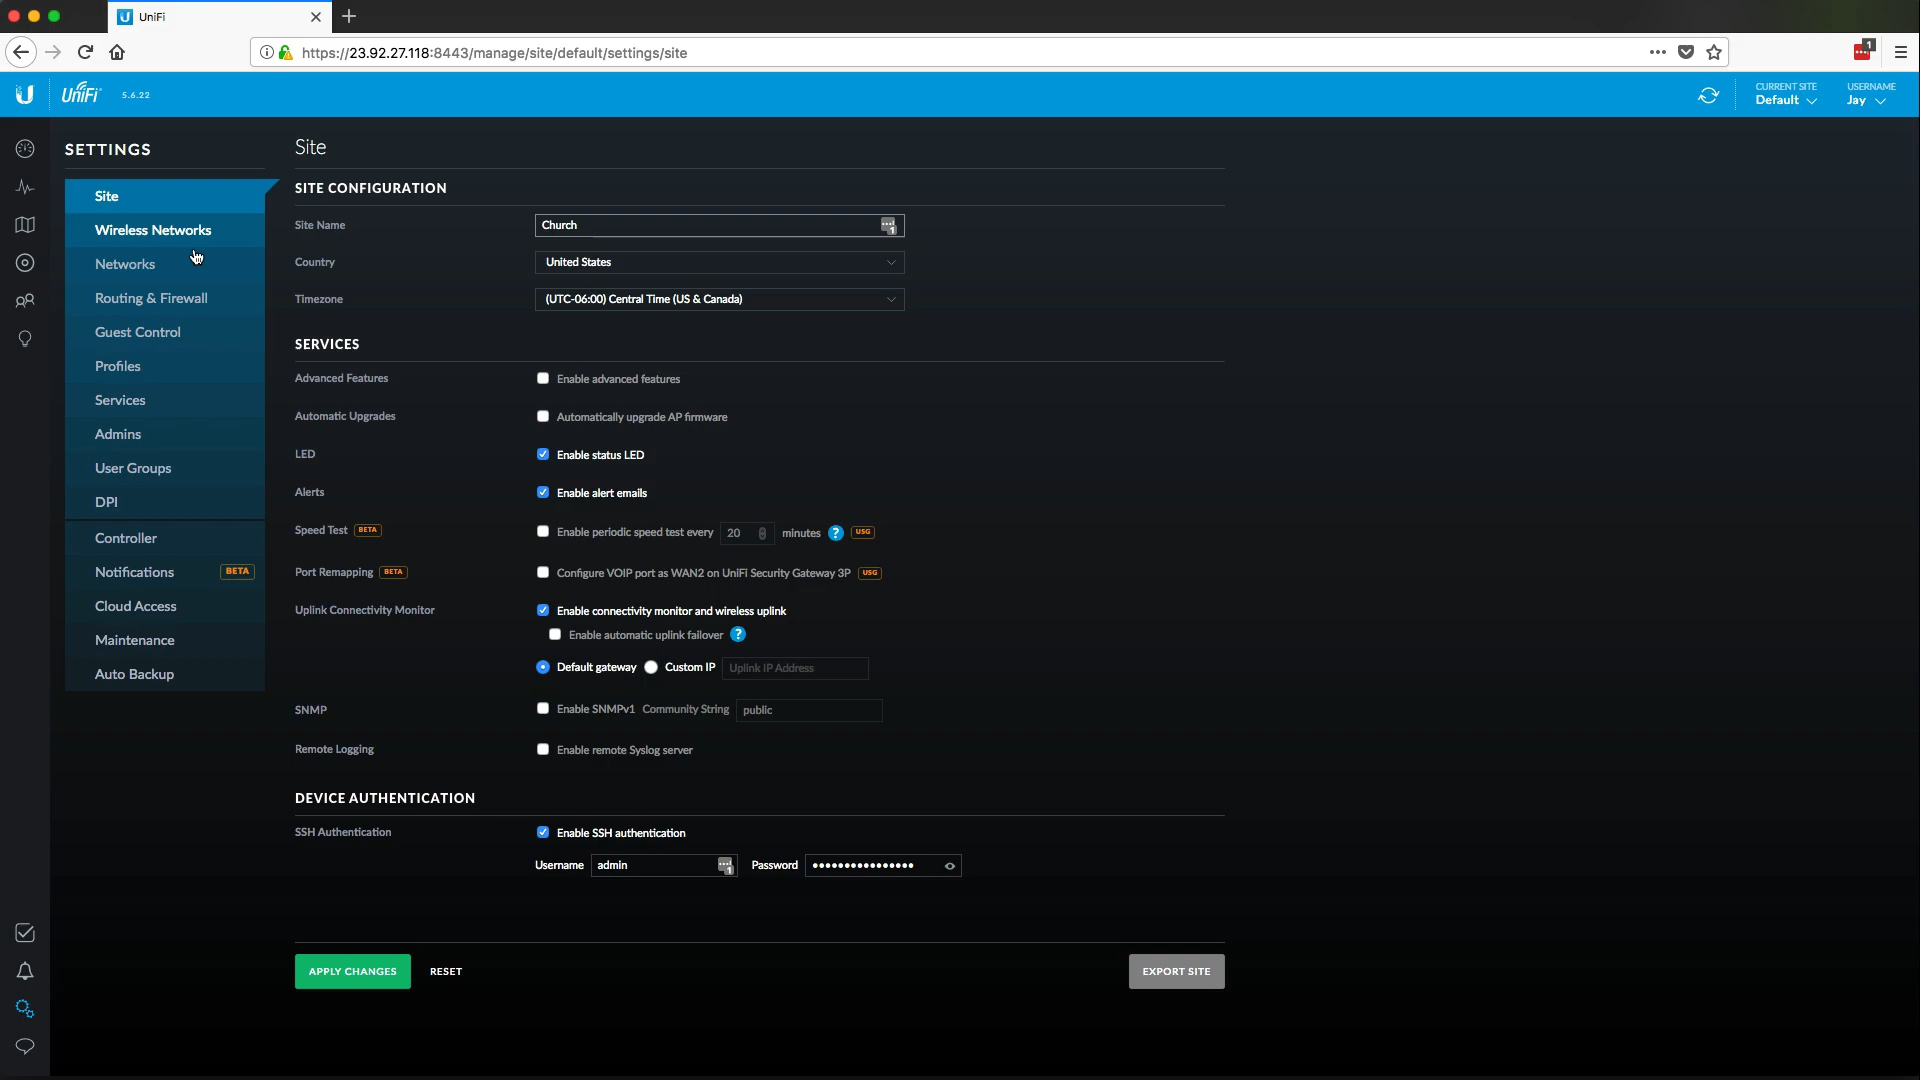 UniFi
https://23.92.27.118:8443/manage/site/default/settings/site
1
U UniFi 5.6.22
CURRENT SITE
Default
USERNAME
Jay
SETTINGS
Site
Wireless Networks
Networks
Routing & Firewall
Guest Control
Profiles
Services
Admins
User Groups
DPI
Controller
Notifications BETA
Cloud Access
Maintenance
Auto Backup
Site
SITE CONFIGURATION
Site Name Church 1
Country United States
Timezone (UTC-06:00) Central Time (US & Canada)
SERVICES
Advanced Features Enable advanced features
Automatic Upgrades Automatically upgrade AP firmware
LED Enable status LED
Alerts Enable alert emails
Speed Test BETA Enable periodic speed test every 20 minutes ? USG
Port Remapping BETA Configure VOIP port as WAN2 on UniFi Security Gateway 3P USG
Uplink Connectivity Monitor Enable connectivity monitor and wireless uplink
Enable automatic uplink failover ?
Default gateway Custom IP Uplink IP Address
SNMP Enable SNMPv1 Community String public
Remote Logging Enable remote Syslog server
DEVICE AUTHENTICATION
SSH Authentication Enable SSH authentication
Username admin 1 Password ••••••••••••••••
APPLY CHANGES RESET EXPORT SITE